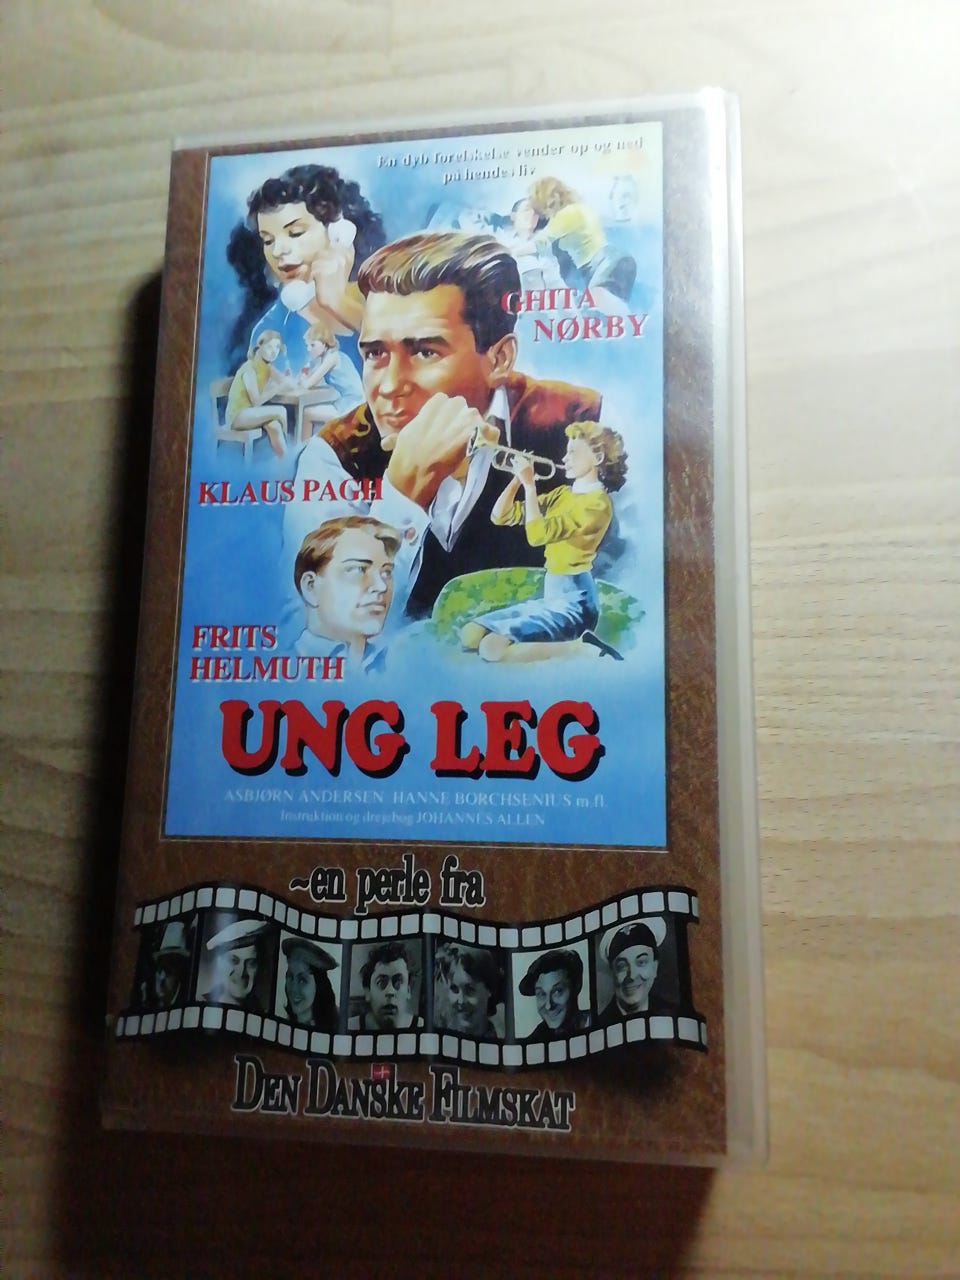 En dyb forelskelse vender op og ned
på hendes liv
GHITA
NØRBY
KLAUS PAGH
FRITS
HELMUTH
UNG LEG
ASBJØRN ANDERSEN HANNE BORCHSENIUS m.fl.
Instruktion og drejebog JOHANNES ALLEN
~en perle fra
DEN DANSKE FILMSKAT